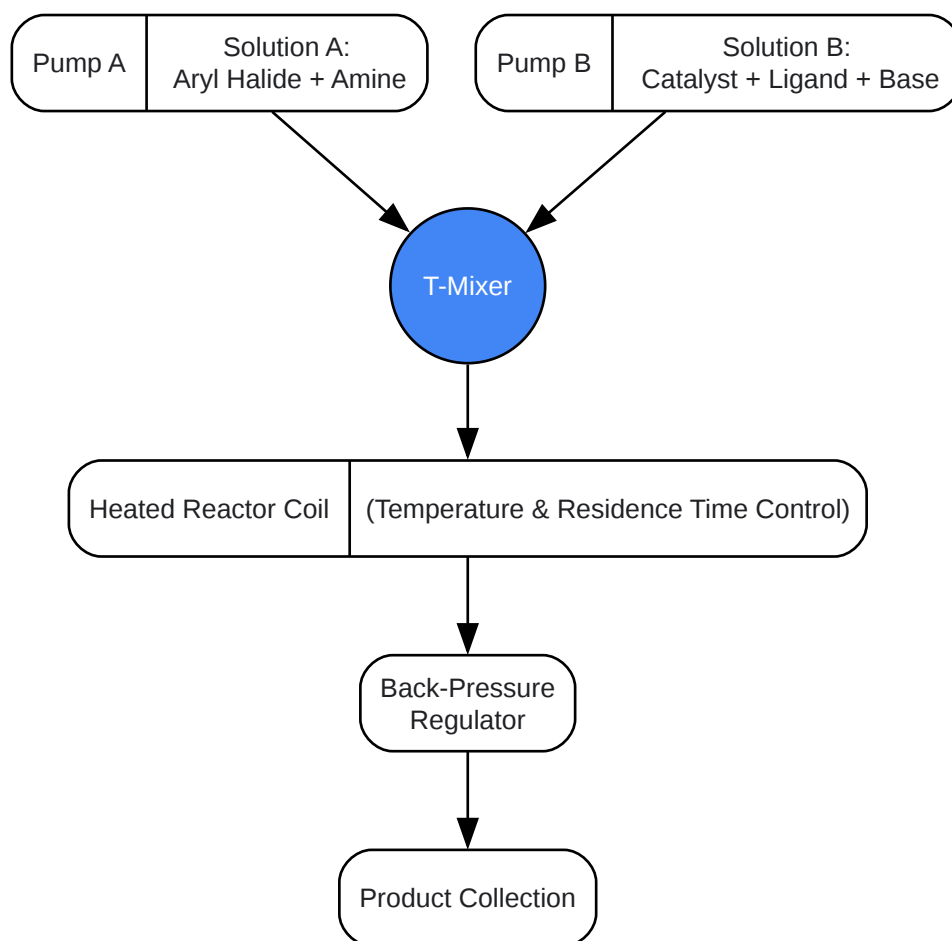 Pump A
Solution A:
Aryl Halide + Amine
Pump B
Solution B:
Catalyst + Ligand + Base
T-Mixer
Heated Reactor Coil
(Temperature & Residence Time Control)
Back-Pressure
Regulator
Product Collection